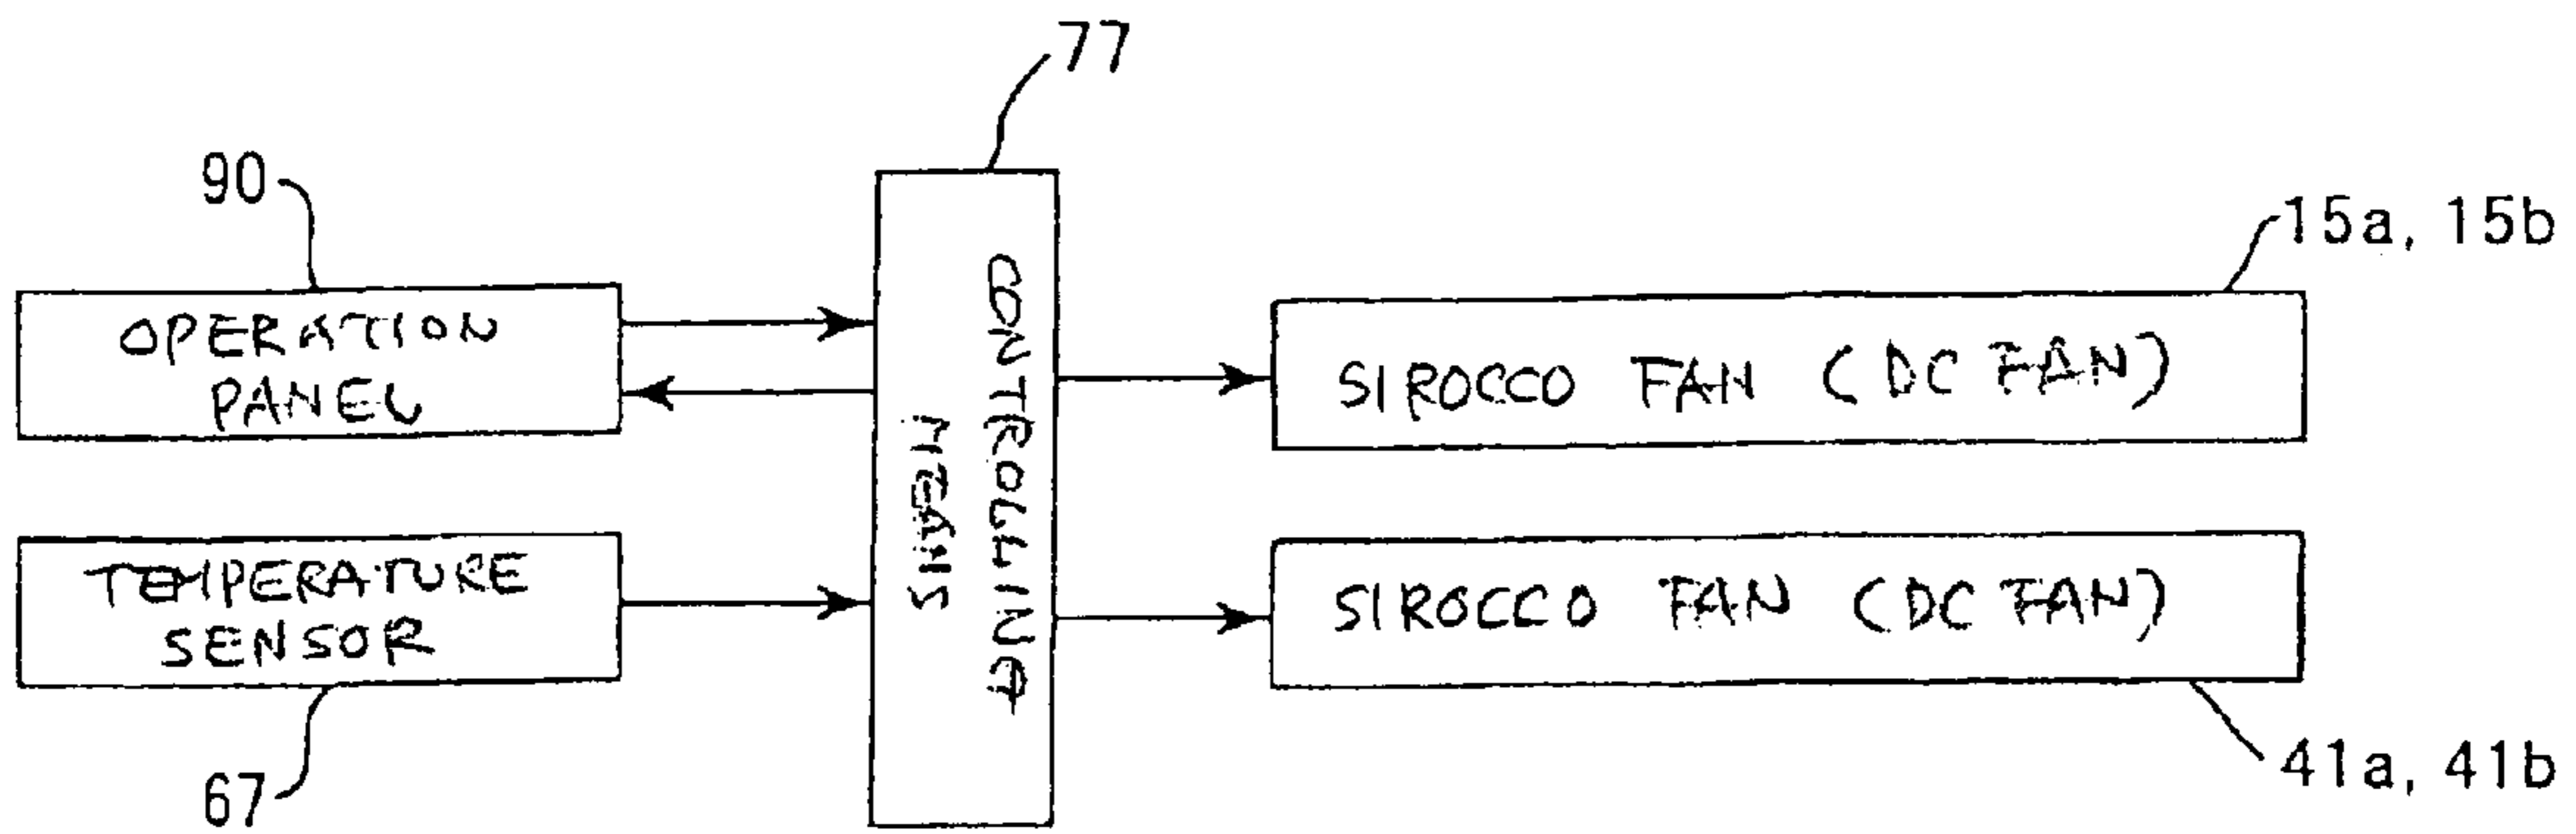 77
90
15a, 15b
OPERATION
PANEL
CONTROLLING
MEANS
SIROCCO FAN (DC FAN)
TEMPERATURE
SENSOR
SIROCCO FAN (DC FAN)
67
41a, 41b